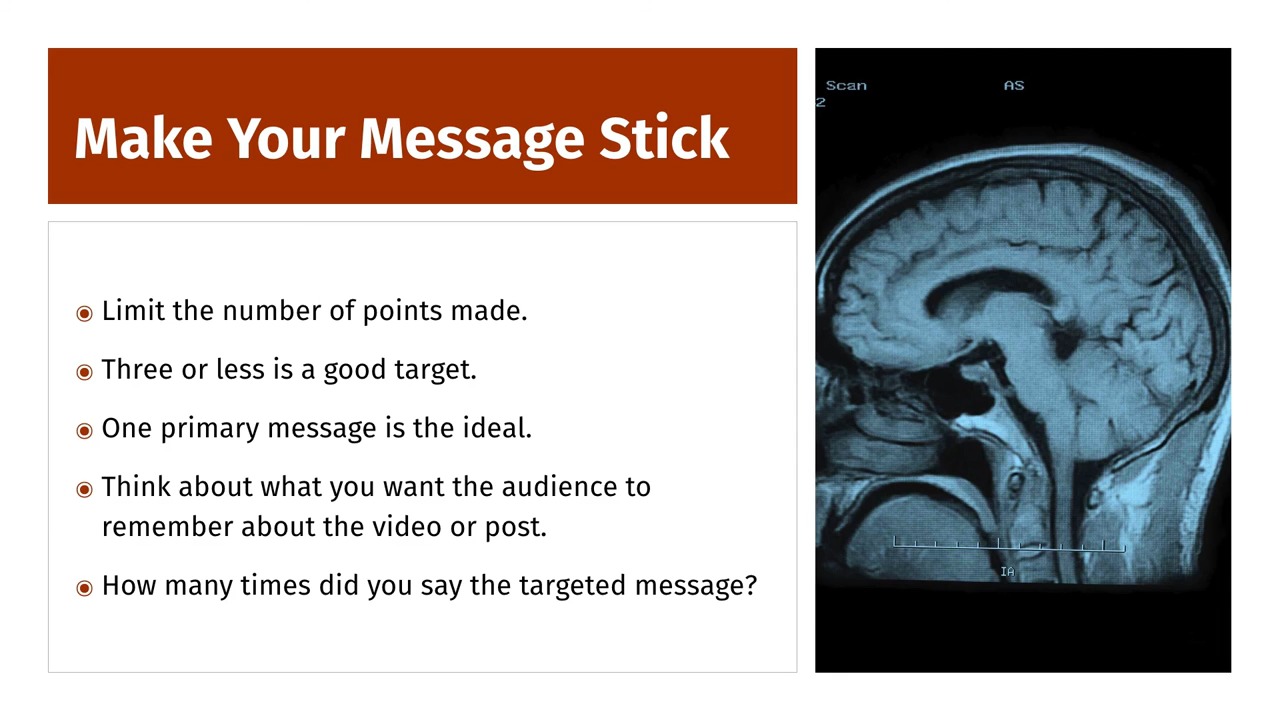 Make Your Message Stick
◉ Limit the number of points made.
◉ Three or less is a good target.
◉ One primary message is the ideal.
◉ Think about what you want the audience to
remember about the video or post.
◉ How many times did you say the targeted message?
Scan
AS
2
IA